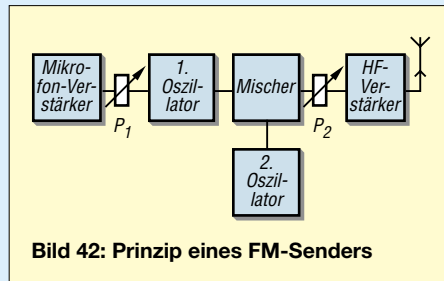 Mikro-
fon-Ver-
stärker
P1
1.
Oszil-
lator
Mischer
P2
HF-
Ver-
stärker
2.
Oszil-
lator
Bild 42: Prinzip eines FM-Senders